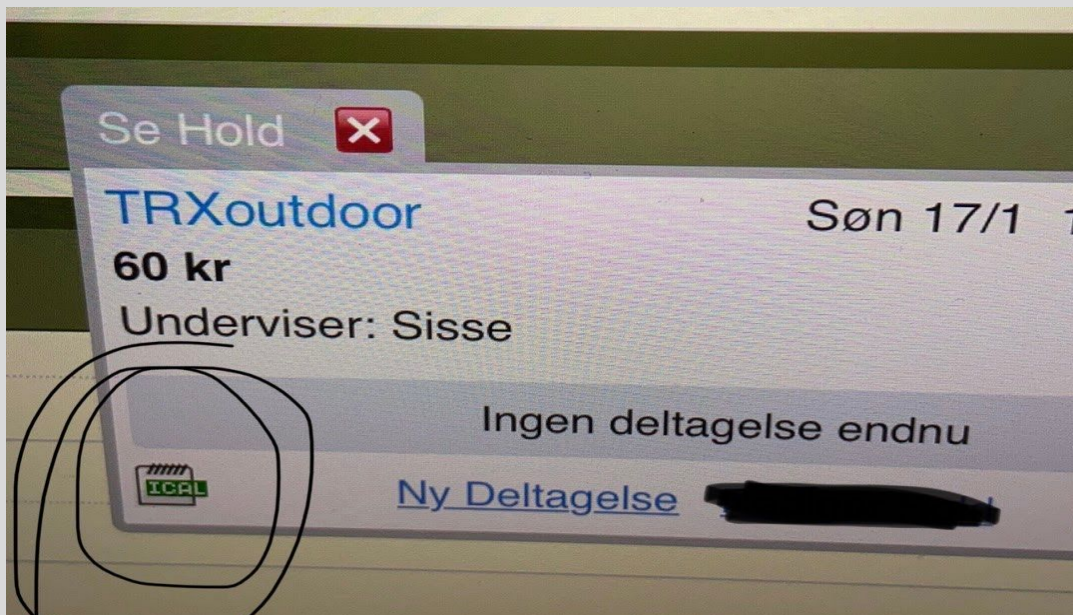 Se Hold
TRXoutdoor Søn 17/1
60 kr
Underviser: Sisse
Ingen deltagelse endnu
ICAL
Ny Deltagelse